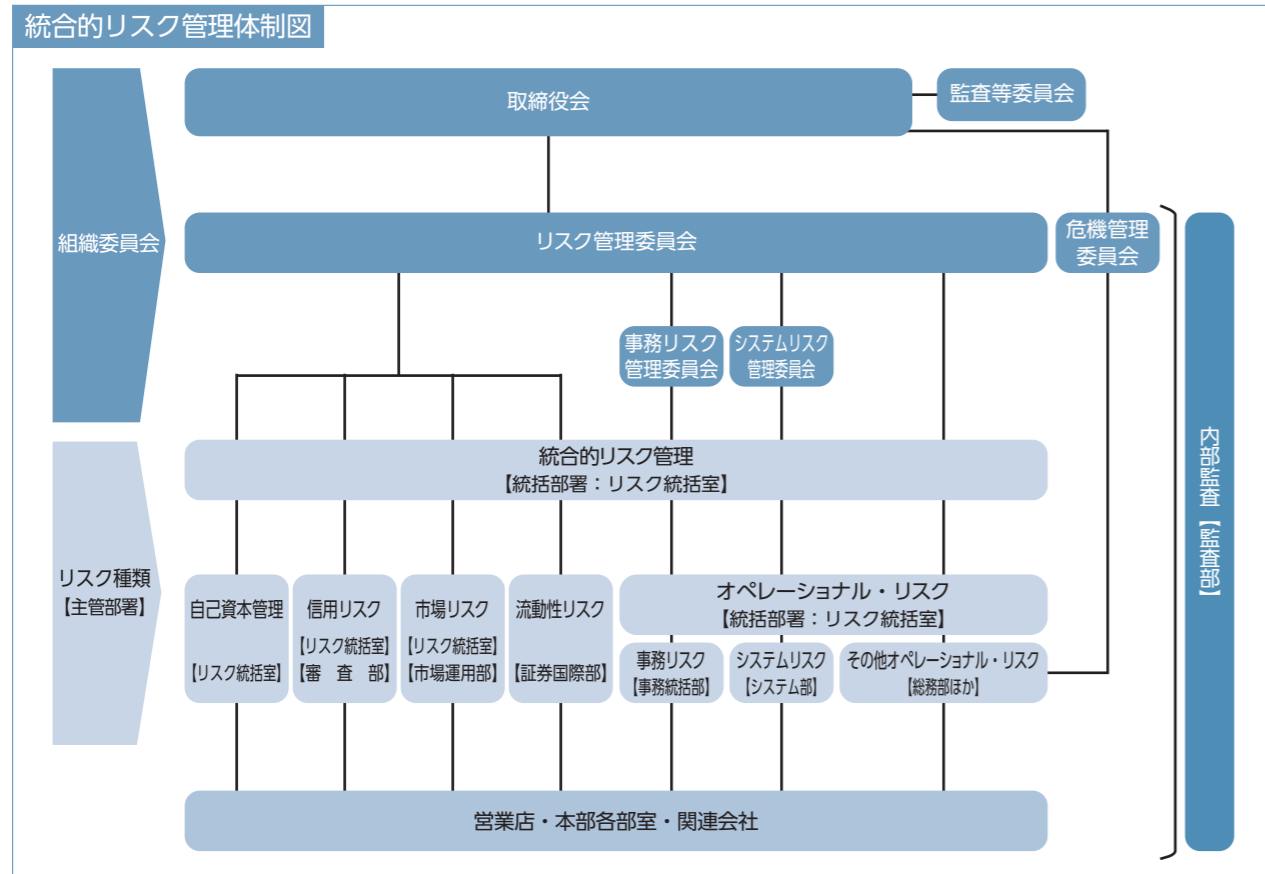 統合的リスク管理体制図
取締役会
監査等委員会
組織委員会
リスク管理委員会
危機管理
委員会
事務リスク
管理委員会
システムリスク
管理委員会
統合的リスク管理
【統括部署：リスク統括室】
リスク種類
【主管部署】
自己資本管理
【リスク統括室】
信用リスク
【リスク統括室】
【審査部】
市場リスク
【リスク統括室】
【市場運用部】
流動性リスク
【証券国際部】
オペレーショナル・リスク
【統括部署：リスク統括室】
事務リスク
【事務統括部】
システムリスク
【システム部】
その他オペレーショナル・リスク
【総務部ほか】
営業店・本部各部室・関連会社
内部監査【監査部】